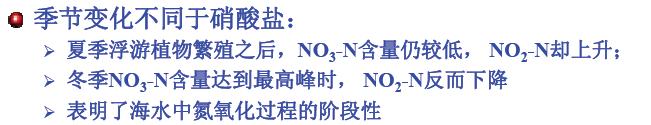 季节变化不同于硝酸盐：
夏季浮游植物繁殖之后，NO₃-N含量仍较低， NO₂-N却上升；
冬季NO₃-N含量达到最高峰时， NO₂-N反而下降
表明了海水中氮氧化过程的阶段性